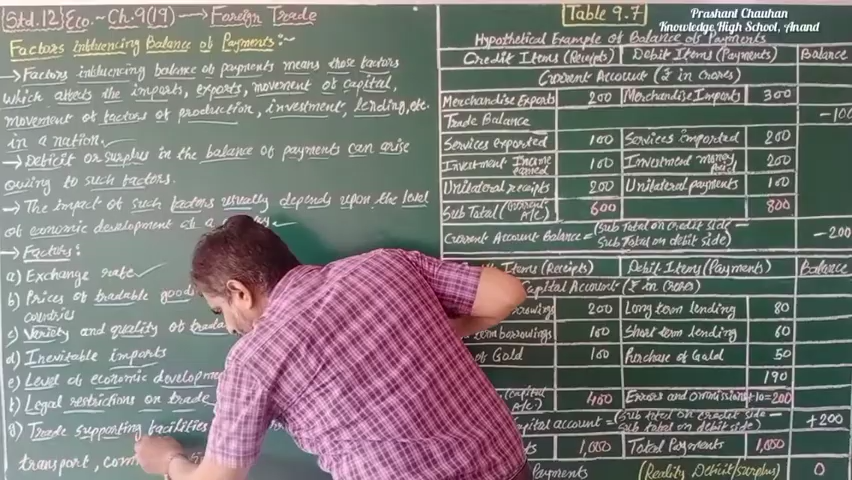 (Std.12) Eco. - Ch. 9(19) → Foreign Trade
Factors influencing Balance of Payments:~
→ Factors influencing balance of payments means those factors
which affects the imports, exports, movement of capital,
movement of factors of production, investment, lending, etc.
in a nation.
→ Deficit or surplus in the balance of payments can arise
owing to such factors.
→ The impact of such factors usually depends upon the level
of economic development of a
→ Factors:
a) Exchange rate
b) Prices of tradable goods
countries
c) Variety and quality of
d) Inevitable imports
e) Level of economic
f) Legal restrictions on trade
g) Trade supporting facilities
transport,
Table 9.7
Prashant Chauhan
Knowledge High School, Anand
Hypothetical Example of Balance of Payments
Credit Items (Receipts) Debit Items (Payments) Balance
Current Account (₹ in Crores)
Merchandise Exports 200 Merchandise Imports 300
Trade Balance -100
Services exported 100 Services imported 200
Investment Income earned 100 Investment money paid 200
Unilateral receipts 200 Unilateral payments 100
Sub Total (Current A/c) 600 800
Current Account Balance = (Sub Total on credit side - Sub Total on debit side) -200
Items (Receipts) Debit Items (Payment) Balance
Capital Account (₹ in Crores)
200 Long term lending 80
borrowings 100 Short term lending 60
of Gold 100 Purchase of Gold 50
190
(Capital A/c) 400 Errors and ommissions +10=200
account = (Sub total on credit side - Sub total on debit side) +200
1,000 Total Payments 1,000
Payments (Reality Deficit/surplus) 0